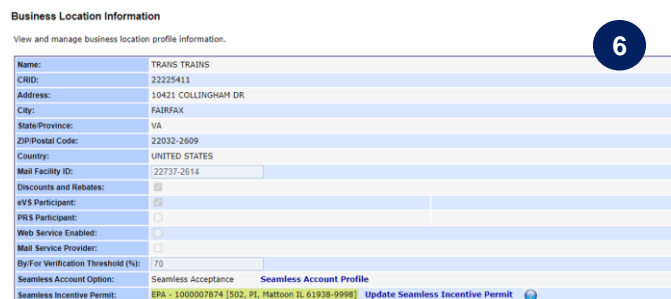 Business Location Information
6
View and manage business location profile information.
Name: TRANS TRAINS
CRID: 22225411
Address: 10421 COLLINGHAM DR
City: FAIRFAX
State/Province: VA
ZIP/Postal Code: 22032-2609
Country: UNITED STATES
Mail Facility ID: 22737-2614
Discounts and Rebates:
eVS Participant:
PRS Participant:
Web Service Enabled:
Mail Service Provider:
By/For Verification Threshold (%): 70
Seamless Account Option: Seamless Acceptance Seamless Account Profile
Seamless Incentive Permit: EPA - 1000007874 [502, PI, Mattoon IL 61938-9998] Update Seamless Incentive Permit